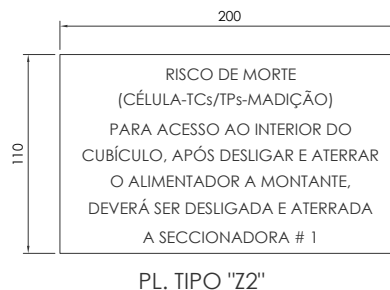 200
110
RISCO DE MORTE
(CÉLULA-TCs/TPs-MADIÇÃO)
PARA ACESSO AO INTERIOR DO
CUBÍCULO, APÓS DESLIGAR E ATERRAR
O ALIMENTADOR A MONTANTE,
DEVERÁ SER DESLIGADA E ATERRADA
A SECCIONADORA # 1
PL. TIPO "Z2"